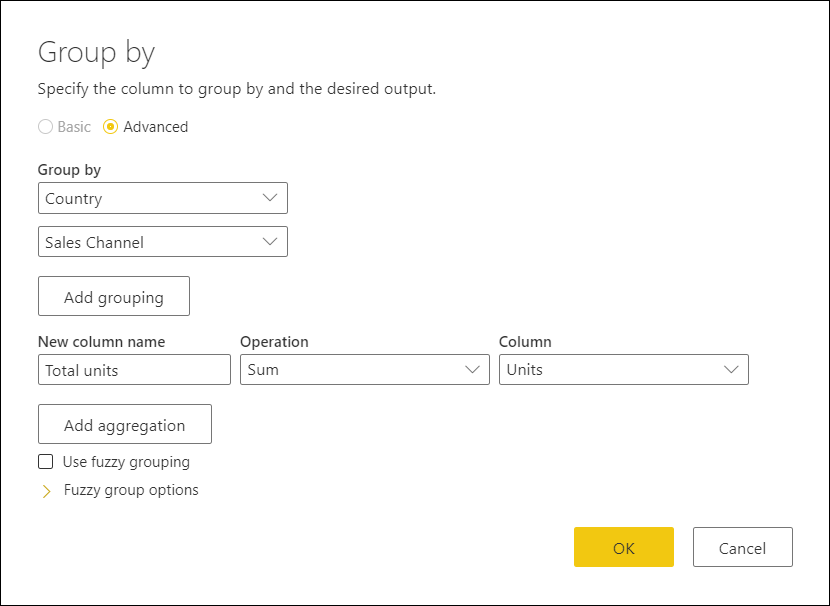 Group by
Specify the column to group by and the desired output.
Basic Advanced
Group by
Country
Sales Channel
Add grouping
New column name Operation Column
Total units Sum Units
Add aggregation
Use fuzzy grouping
Fuzzy group options
OK Cancel